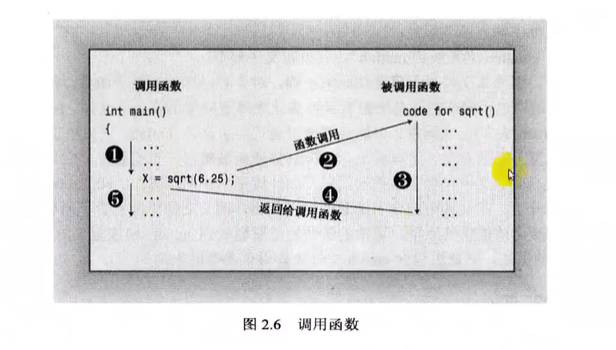 调用函数
被调用函数
int main()
code for sqrt()
{
...
...
函数调用
...
...
❶
❷
...
...
X = sqrt(6.25);
❸
❹
...
...
❺
...
...
返回给调用函数
...
...
图 2.6 调用函数